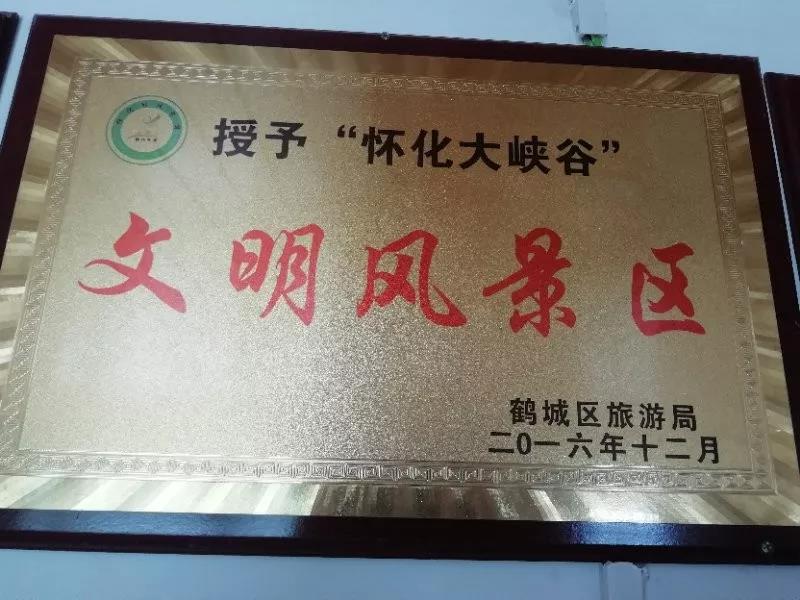 授予“怀化大峡谷”
文明风景区
鹤城区旅游局
二0一六年十二月